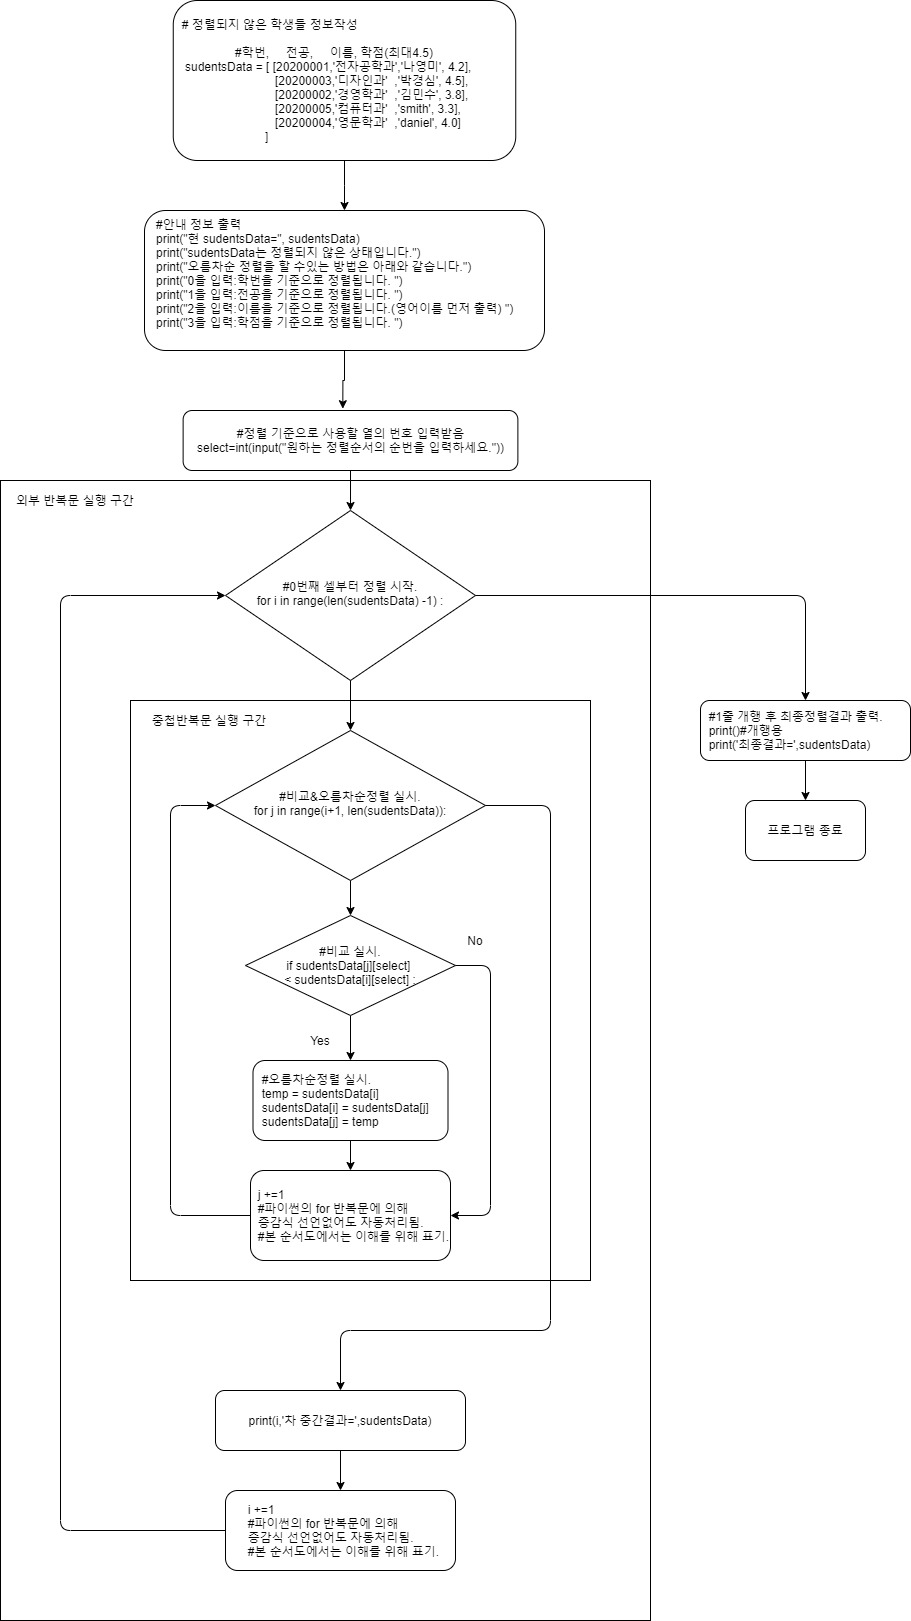 # 정렬되지 않은 학생들 정보작성
#학번, 전공, 이름, 학점(최대4.5)
sudentsData = [ [20200001,'전자공학과','나영미', 4.2],
[20200003,'디자인과' ,'박경심', 4.5],
[20200002,'경영학과' ,'김민수', 3.8],
[20200005,'컴퓨터과' ,'smith', 3.3],
[20200004,'영문학과' ,'daniel', 4.0]
]
#안내 정보 출력
print("현 sudentsData=", sudentsData)
print("sudentsData는 정렬되지 않은 상태입니다.")
print("오름차순 정렬을 할 수있는 방법은 아래와 같습니다.")
print("0을 입력:학번을 기준으로 정렬됩니다. ")
print("1을 입력:전공을 기준으로 정렬됩니다. ")
print("2을 입력:이름을 기준으로 정렬됩니다.(영어이름 먼저 출력) ")
print("3을 입력:학점을 기준으로 정렬됩니다. ")
#정렬 기준으로 사용할 열의 번호 입력받음
select=int(input("원하는 정렬순서의 순번을 입력하세요."))
외부 반복문 실행 구간
#0번째 셀부터 정렬 시작.
for i in range(len(sudentsData) -1) :
#1줄 개행 후 최종정렬결과 출력.
print()#개행용
print('최종결과=',sudentsData)
프로그램 종료
중첩반복문 실행 구간
#비교&오름차순정렬 실시.
for j in range(i+1, len(sudentsData)):
#비교 실시.
if sudentsData[j][select]
< sudentsData[i][select] :
No
Yes
#오름차순정렬 실시.
temp = sudentsData[i]
sudentsData[i] = sudentsData[j]
sudentsData[j] = temp
j +=1
#파이썬의 for 반복문에 의해
증감식 선언없어도 자동처리됨.
#본 순서도에서는 이해를 위해 표기.
print(i,'차 중간결과=',sudentsData)
i +=1
#파이썬의 for 반복문에 의해
증감식 선언없어도 자동처리됨.
#본 순서도에서는 이해를 위해 표기.